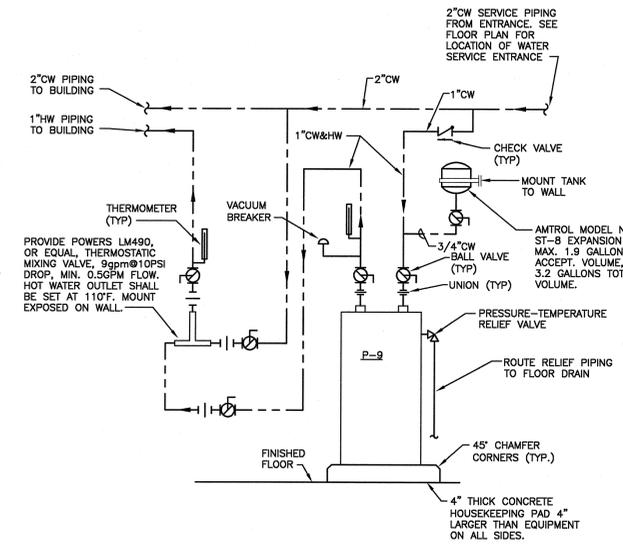 2"CW SERVICE PIPING
FROM ENTRANCE. SEE
FLOOR PLAN FOR
LOCATION OF WATER
SERVICE ENTRANCE
2"CW PIPING
TO BUILDING
2"CW
1"CW
1"HW PIPING
TO BUILDING
1"CW&HW
CHECK VALVE
(TYP)
MOUNT TANK
TO WALL
THERMOMETER
(TYP)
VACUUM
BREAKER
AMTROL MODEL N
ST-8 EXPANSION
MAX. 1.9 GALLON
ACCEPT. VOLUME,
3.2 GALLONS TOT
VOLUME.
PROVIDE POWERS LM490,
OR EQUAL, THERMOSTATIC
MIXING VALVE, 9gpm@10PSI
DROP, MIN. 0.5GPM FLOW.
HOT WATER OUTLET SHALL
BE SET AT 110°F. MOUNT
EXPOSED ON WALL.
3/4"CW
BALL VALVE
(TYP)
UNION (TYP)
PRESSURE-TEMPERATURE
RELIEF VALVE
P-9
ROUTE RELIEF PIPING
TO FLOOR DRAIN
FINISHED
FLOOR
45° CHAMFER
CORNERS (TYP.)
4" THICK CONCRETE
HOUSEKEEPING PAD 4"
LARGER THAN EQUIPMENT
ON ALL SIDES.